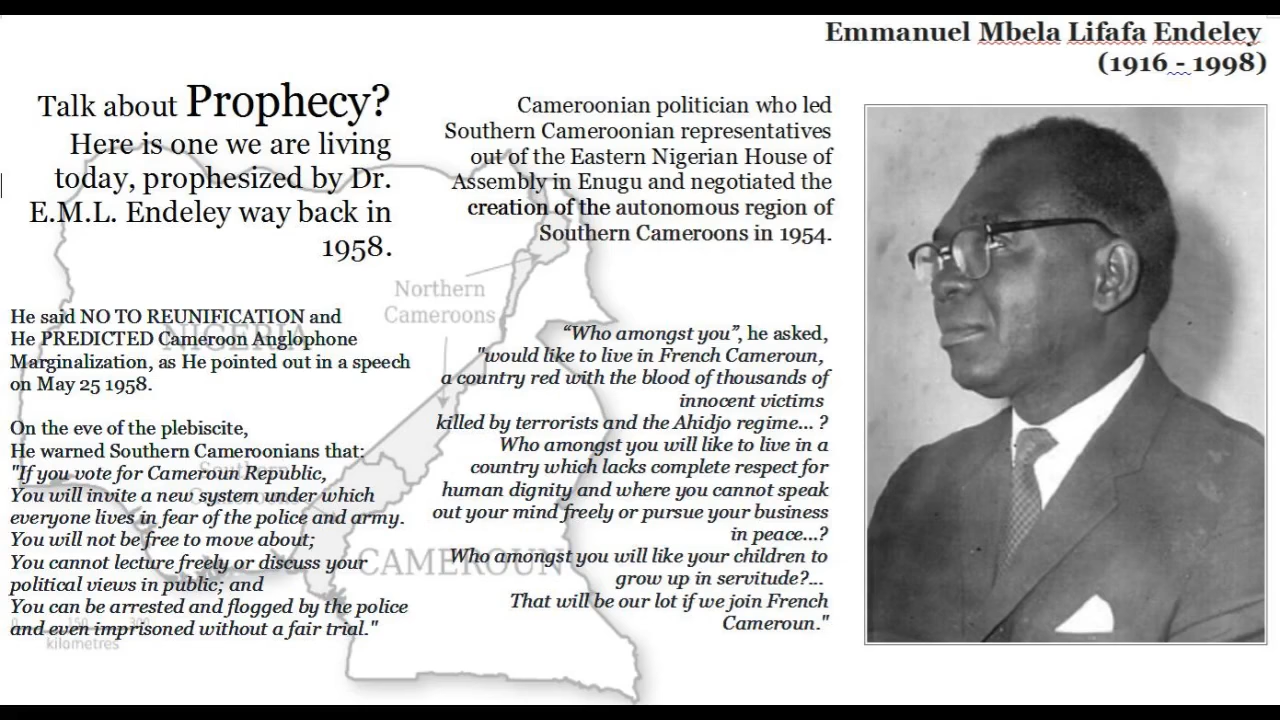 Emmanuel Mbela Lifafa Endeley
(1916 - 1998)
Talk about Prophecy?
Here is one we are living
today, prophesized by Dr.
E.M.L. Endeley way back in
1958.
He said NO TO REUNIFICATION and
He PREDICTED Cameroon Anglophone
Marginalization, as He pointed out in a speech
on May 25 1958.
On the eve of the plebiscite,
He warned Southern Cameroonians that:
"If you vote for Cameroun Republic,
You will invite a new system under which
everyone lives in fear of the police and army.
You will not be free to move about;
You cannot lecture freely or discuss your
political views in public; and
You can be arrested and flogged by the police
and even imprisoned without a fair trial."
Cameroonian politician who led
Southern Cameroonian representatives
out of the Eastern Nigerian House of
Assembly in Enugu and negotiated the
creation of the autonomous region of
Southern Cameroons in 1954.
“Who amongst you”, he asked,
"would like to live in French Cameroun,
a country red with the blood of thousands of
innocent victims
killed by terrorists and the Ahidjo regime... ?
Who amongst you will like to live in a
country which lacks complete respect for
human dignity and where you cannot speak
out your mind freely or pursue your business
in peace...?
Who amongst you will like your children to
grow up in servitude?...
That will be our lot if we join French
Cameroun."
Northern
Cameroons
NIGERIA
Southern
CAMEROUN
0 150 300
kilometres